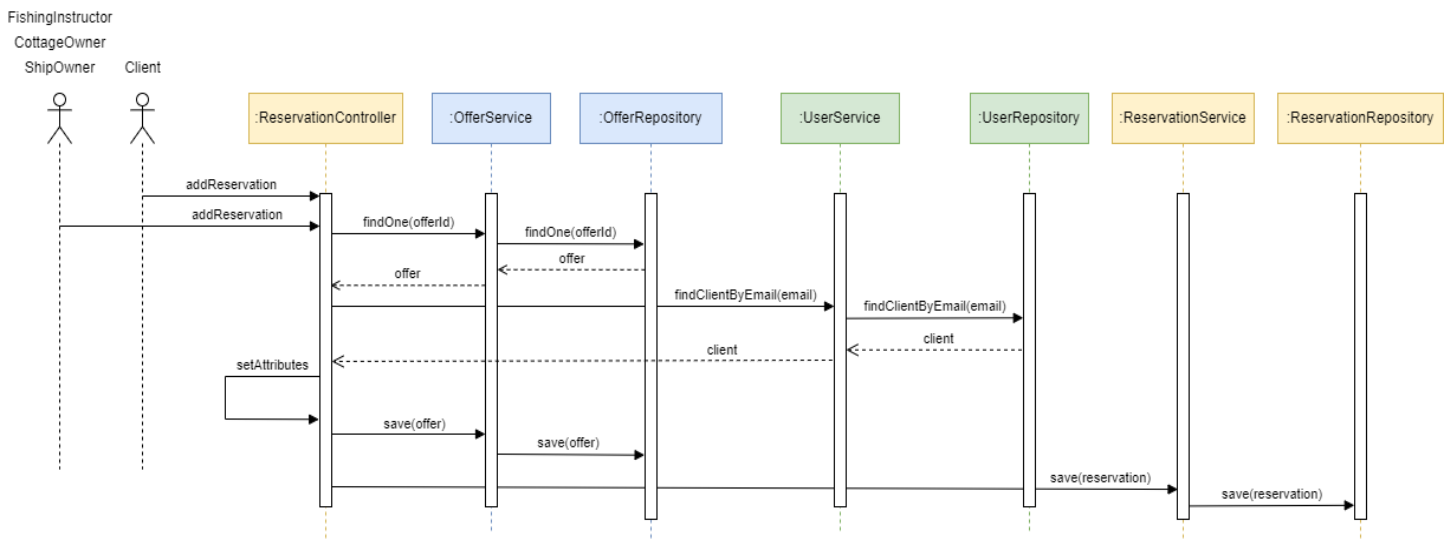 FishingInstructor
CottageOwner
ShipOwner
Client
:ReservationController
:OfferService
:OfferRepository
:UserService
:UserRepository
:ReservationService
:ReservationRepository
addReservation
addReservation
findOne(offerId)
findOne(offerId)
offer
offer
findClientByEmail(email)
findClientByEmail(email)
client
client
setAttributes
save(offer)
save(offer)
save(reservation)
save(reservation)